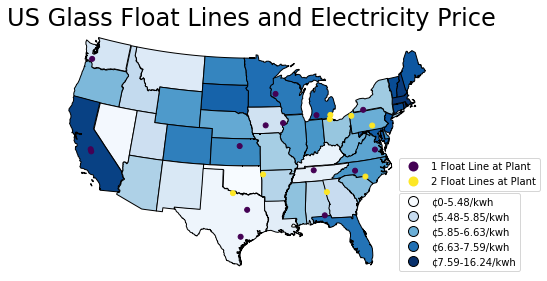 US Glass Float Lines and Electricity Price
1 Float Line at Plant
2 Float Lines at Plant
¢0-5.48/kwh
¢5.48-5.85/kwh
¢5.85-6.63/kwh
¢6.63-7.59/kwh
¢7.59-16.24/kwh